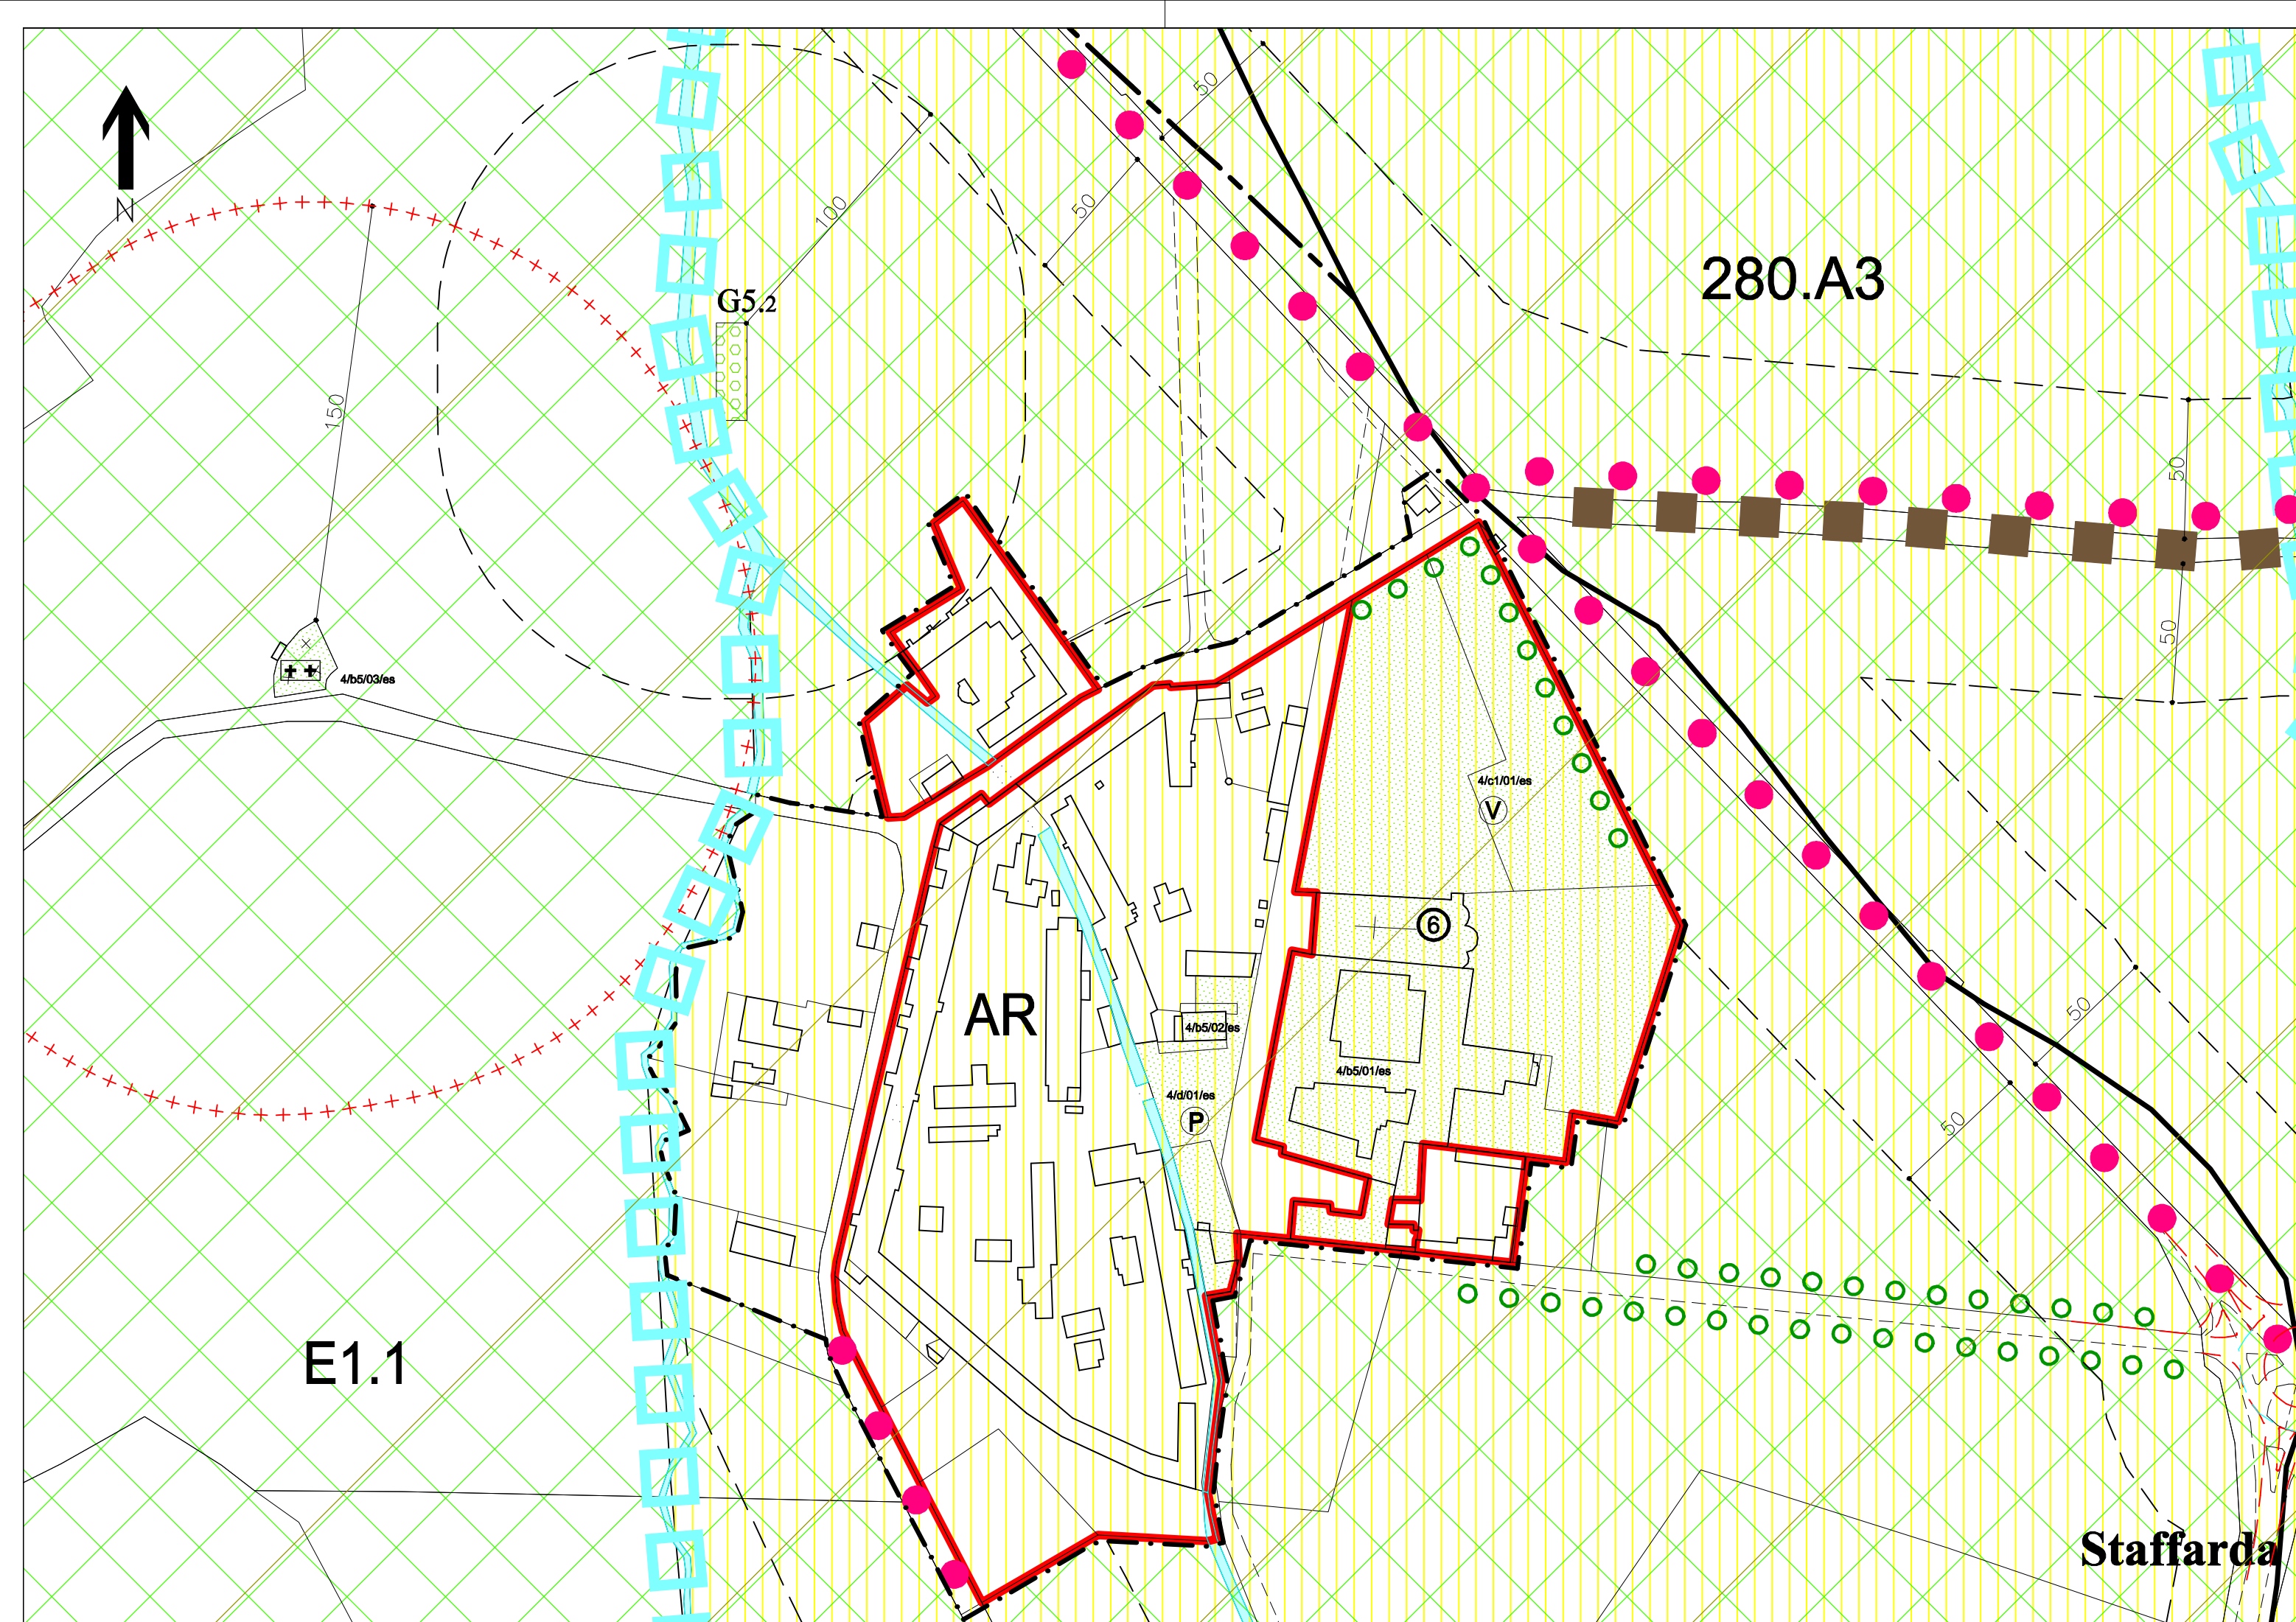 N
50
100
50
280.A3
G5.2
150
50
50
4/b5/03/es
4/c1/01/es
V
6
AR
4/b5/02/es
4/b5/01/es
4/d/01/es
P
50
50
E1.1
Staffarda